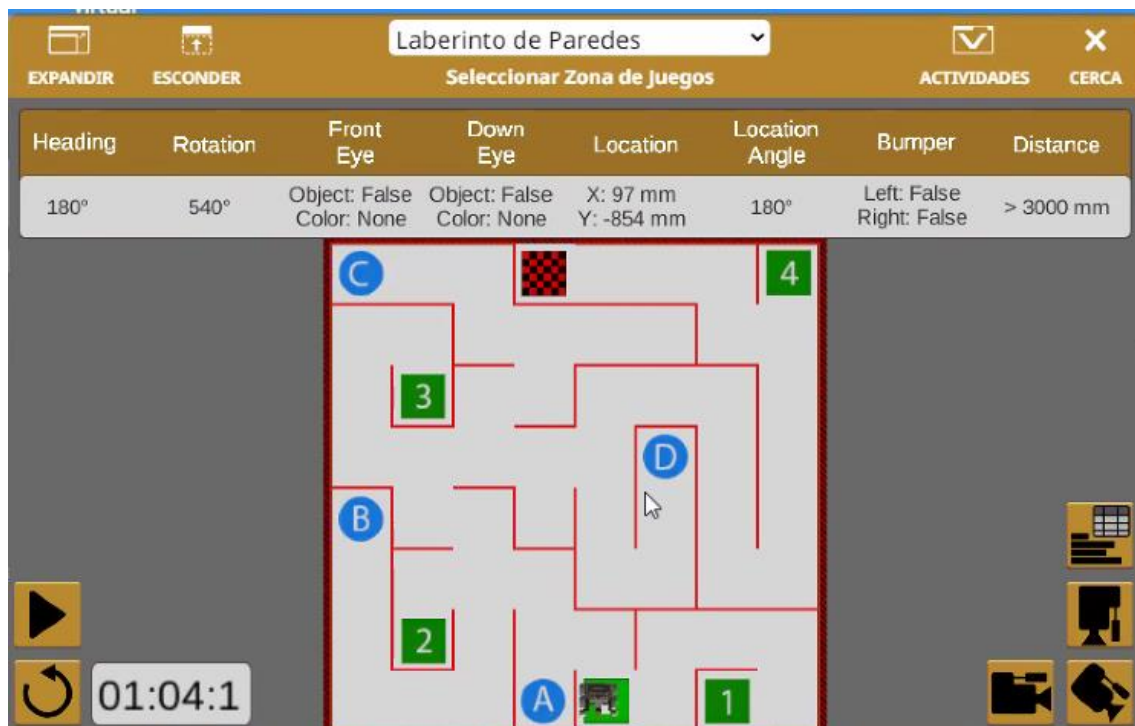 Laberinto de Paredes
EXPANDIR ESCONDER Seleccionar Zona de Juegos ACTIVIDADES CERCA
Heading Rotation Front Eye Down Eye Location Location Angle Bumper Distance
180° 540° Object: False Color: None Object: False Color: None X: 97 mm Y: -854 mm 180° Left: False Right: False > 3000 mm
C 4
3
D
B
2
A 1
01:04:1